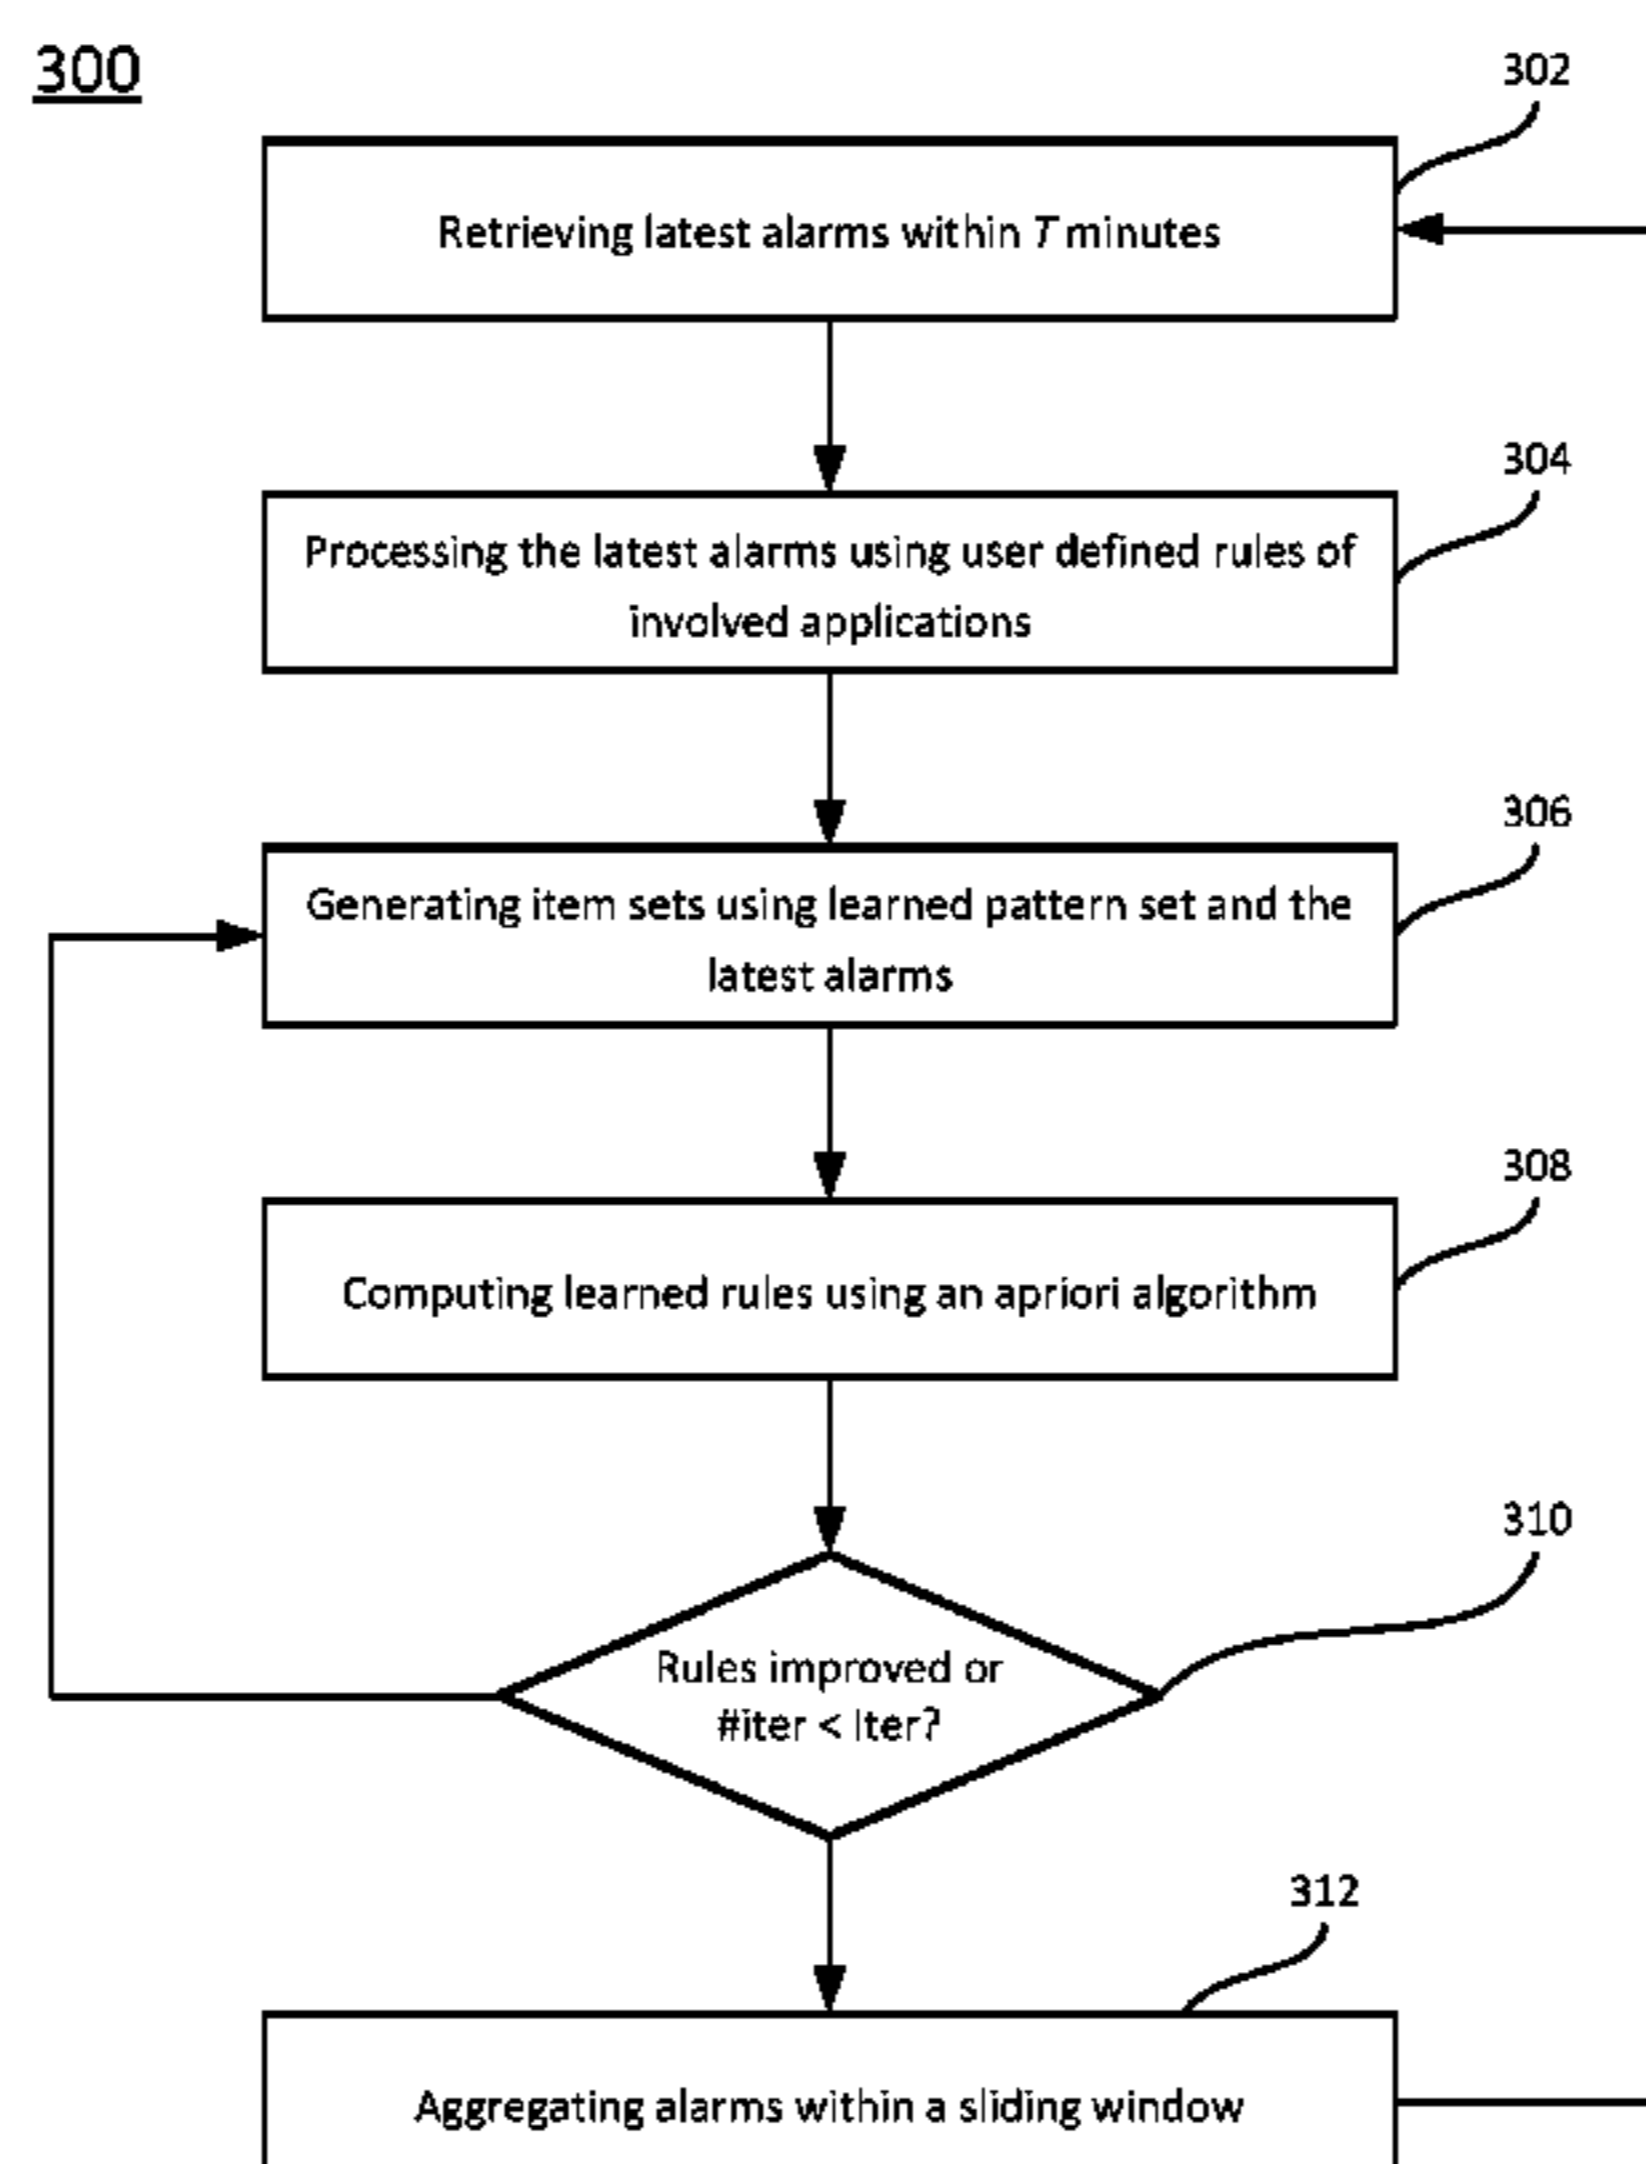 300
302
Retrieving latest alarms within T minutes
304
Processing the latest alarms using user defined rules of
involved applications
306
Generating item sets using learned pattern set and the
latest alarms
308
Computing learned rules using an apriori algorithm
310
Rules improved or
#iter < Iter?
312
Aggregating alarms within a sliding window